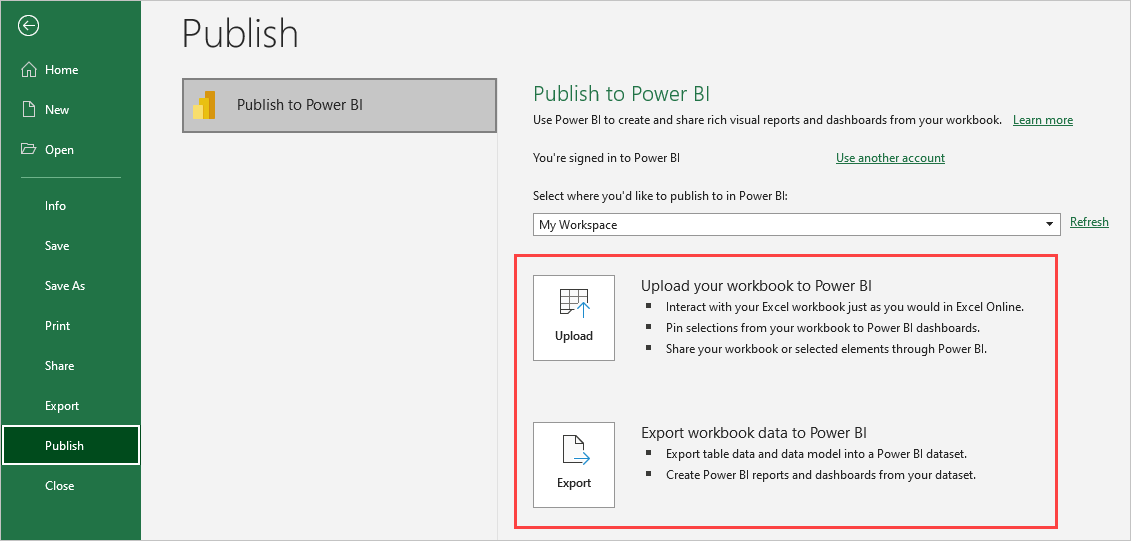 Publish
Home
New
Open
Info
Save
Save As
Print
Share
Export
Publish
Close
Publish to Power BI
Publish to Power BI
Use Power BI to create and share rich visual reports and dashboards from your workbook. Learn more
You're signed in to Power BI Use another account
Select where you'd like to publish to in Power BI:
My Workspace Refresh
Upload
Upload your workbook to Power BI
Interact with your Excel workbook just as you would in Excel Online.
Pin selections from your workbook to Power BI dashboards.
Share your workbook or selected elements through Power BI.
Export
Export workbook data to Power BI
Export table data and data model into a Power BI dataset.
Create Power BI reports and dashboards from your dataset.